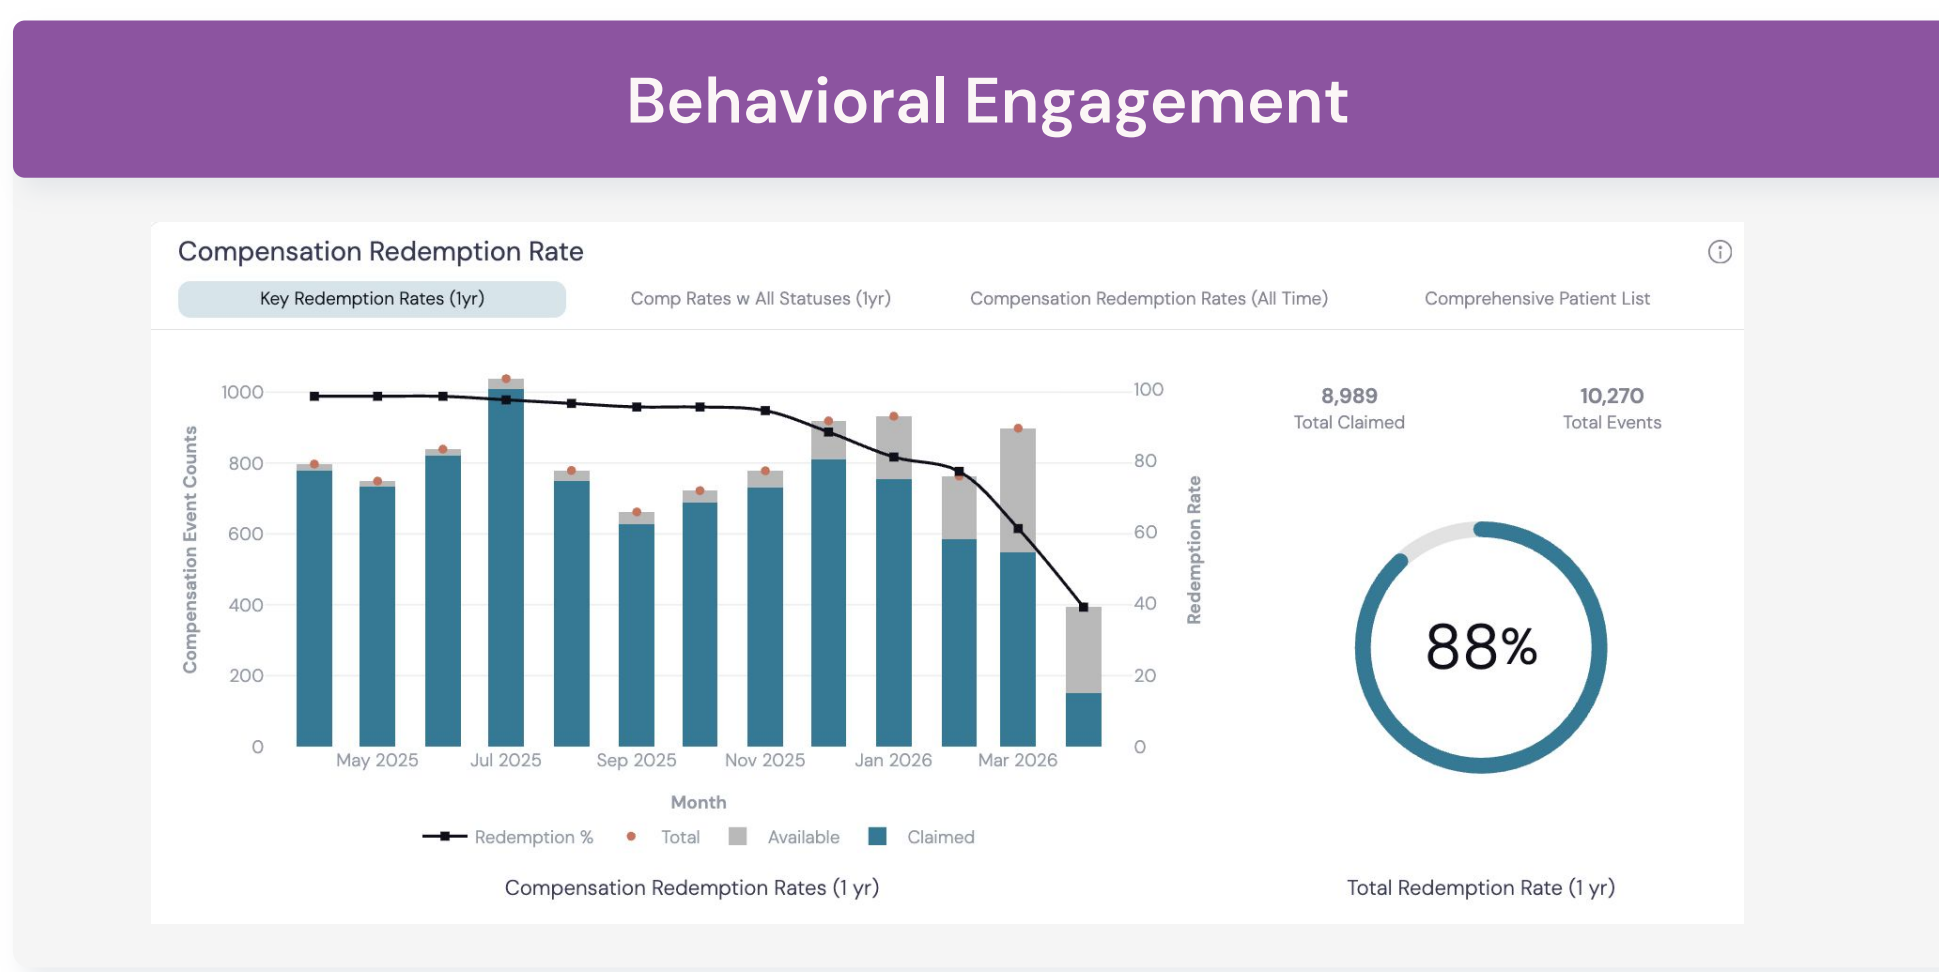 Behavioral Engagement
Compensation Redemption Rate
Key Redemption Rates (1yr)
Comp Rates w All Statuses (1yr)
Compensation Redemption Rates (All Time)
Comprehensive Patient List
Compensation Event Counts
1000
800
600
400
200
0
100
80
60
40
20
0
Redemption Rate
May 2025
Jul 2025
Sep 2025
Nov 2025
Jan 2026
Mar 2026
Month
Redemption %
Total
Available
Claimed
Compensation Redemption Rates (1 yr)
8,989
Total Claimed
10,270
Total Events
88%
Total Redemption Rate (1 yr)